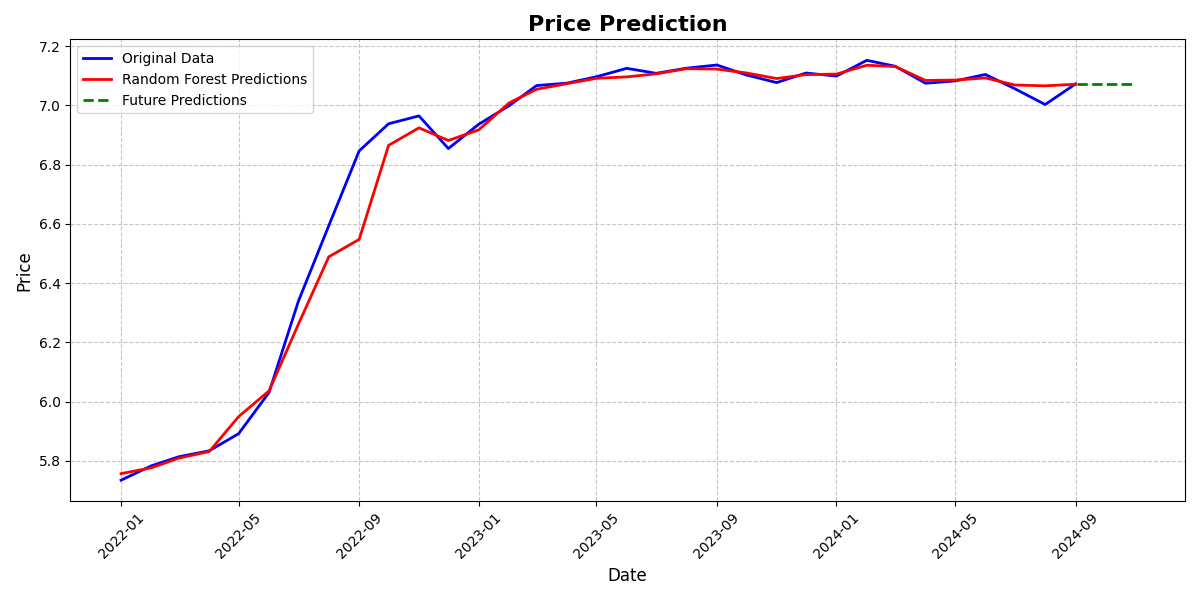 Price Prediction
Original Data
Random Forest Predictions
Future Predictions
7.2
7.0
6.8
6.6
6.4
6.2
6.0
5.8
Price
2022-01
2022-05
2022-09
2023-01
2023-05
2023-09
2024-01
2024-05
2024-09
Date